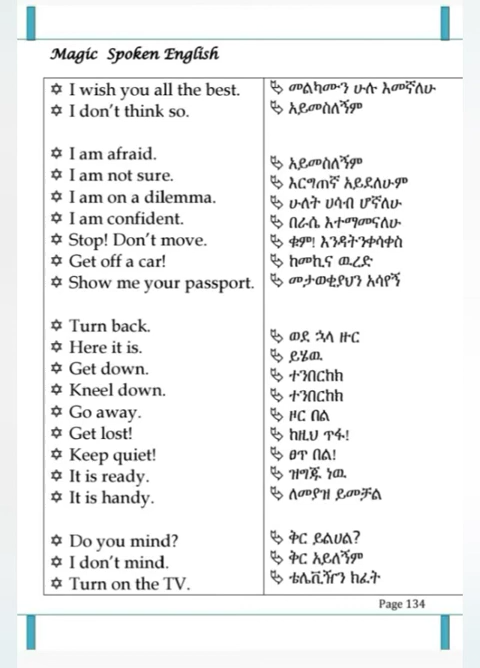 Magic Spoken English
✡ I wish you all the best. መልካሙን ሁሉ እመኛለሁ
✡ I don't think so. አይመስለኝም
✡ I am afraid. አይመስለኝም
✡ I am not sure. እርግጠኛ አይደለሁም
✡ I am on a dilemma. ሁለት ሀሳብ ሆኛለሁ
✡ I am confident. በራሴ እተማመናለሁ
✡ Stop! Don't move. ቁም! እንዳትንቀሳቀስ
✡ Get off a car! ከመኪና ዉረድ
✡ Show me your passport. መታወቂያህን አሳየኝ
✡ Turn back. ወደ ኋላ ዙር
✡ Here it is. ይሄዉ
✡ Get down. ተንበርከክ
✡ Kneel down. ተንበርከክ
✡ Go away. ዞር በል
✡ Get lost! ከዚህ ጥፋ!
✡ Keep quiet! ፀጥ በል!
✡ It is ready. ዝግጁ ነዉ
✡ It is handy. ለመያዝ ይመቻል
✡ Do you mind? ቅር ይልሀል?
✡ I don't mind. ቅር አይለኝም
✡ Turn on the TV. ቴሌቪዥን ክፈት
Page 134